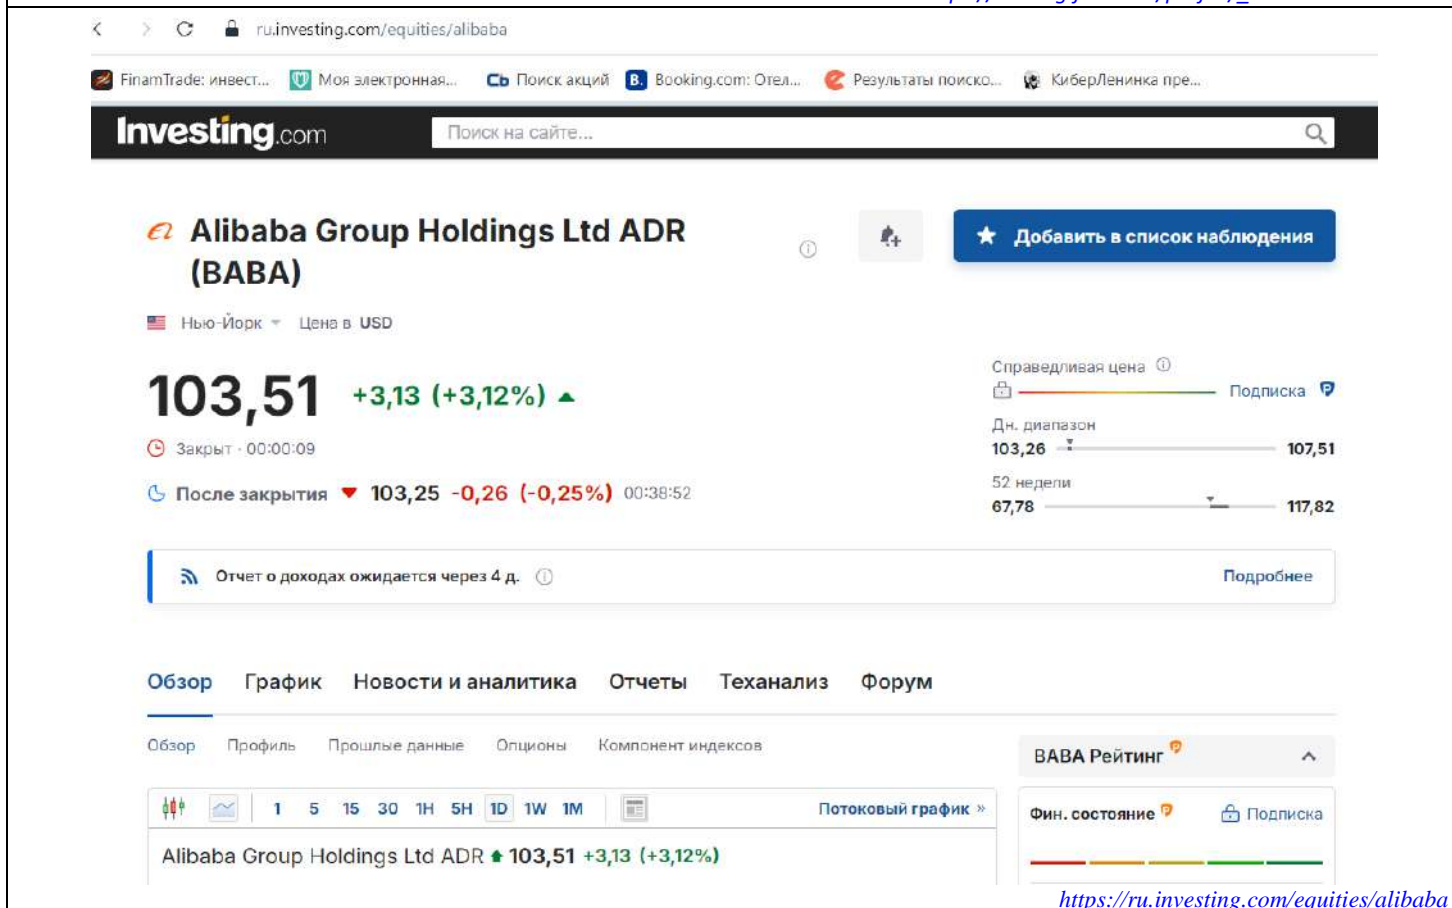 ru.investing.com/equities/alibaba
FinamTrade: инвест... Моя электронная... Сb Поиск акций B. Booking.com: Отел... Результаты поиско... КиберЛенинка пре...
Investing.com Поиск на сайте...
Alibaba Group Holdings Ltd ADR
(BABA)
Добавить в список наблюдения
Нью-Йорк Цена в USD
103,51 +3,13 (+3,12%)
Закрыт · 00:00:09
После закрытия 103,25 -0,26 (-0,25%) 00:38:52
Справедливая цена
Подписка
Дн. диапазон
103,26 107,51
52 недели
67,78 117,82
Отчет о доходах ожидается через 4 д. Подробнее
Обзор График Новости и аналитика Отчеты Теханализ Форум
Обзор Профиль Прошлые данные Опционы Компонент индексов
1 5 15 30 1H 5H 1D 1W 1M Потоковый график »
Alibaba Group Holdings Ltd ADR 103,51 +3,13 (+3,12%)
BABA Рейтинг
Фин. состояние Подписка
https://ru.investing.com/equities/alibaba